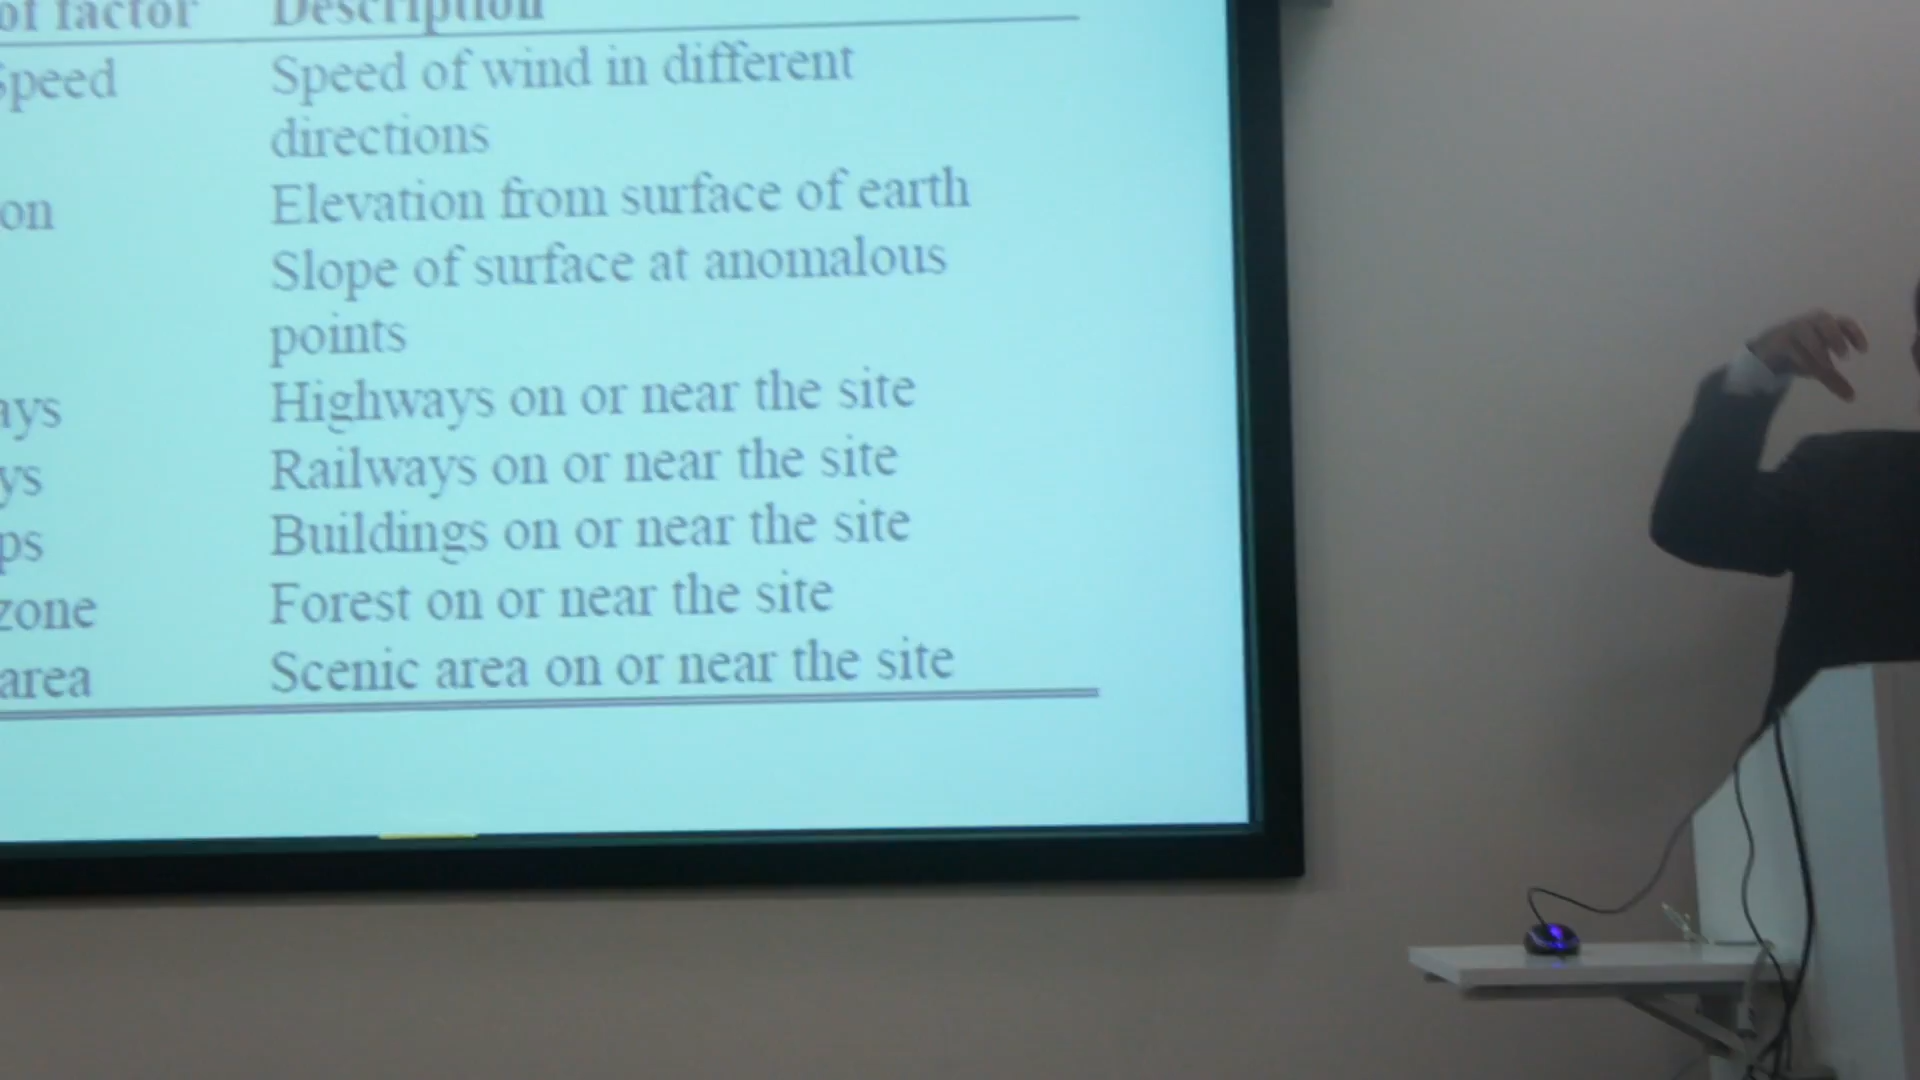 of factor Description
Speed Speed of wind in different
directions
on Elevation from surface of earth
Slope of surface at anomalous
points
ays Highways on or near the site
ys Railways on or near the site
ps Buildings on or near the site
zone Forest on or near the site
area Scenic area on or near the site